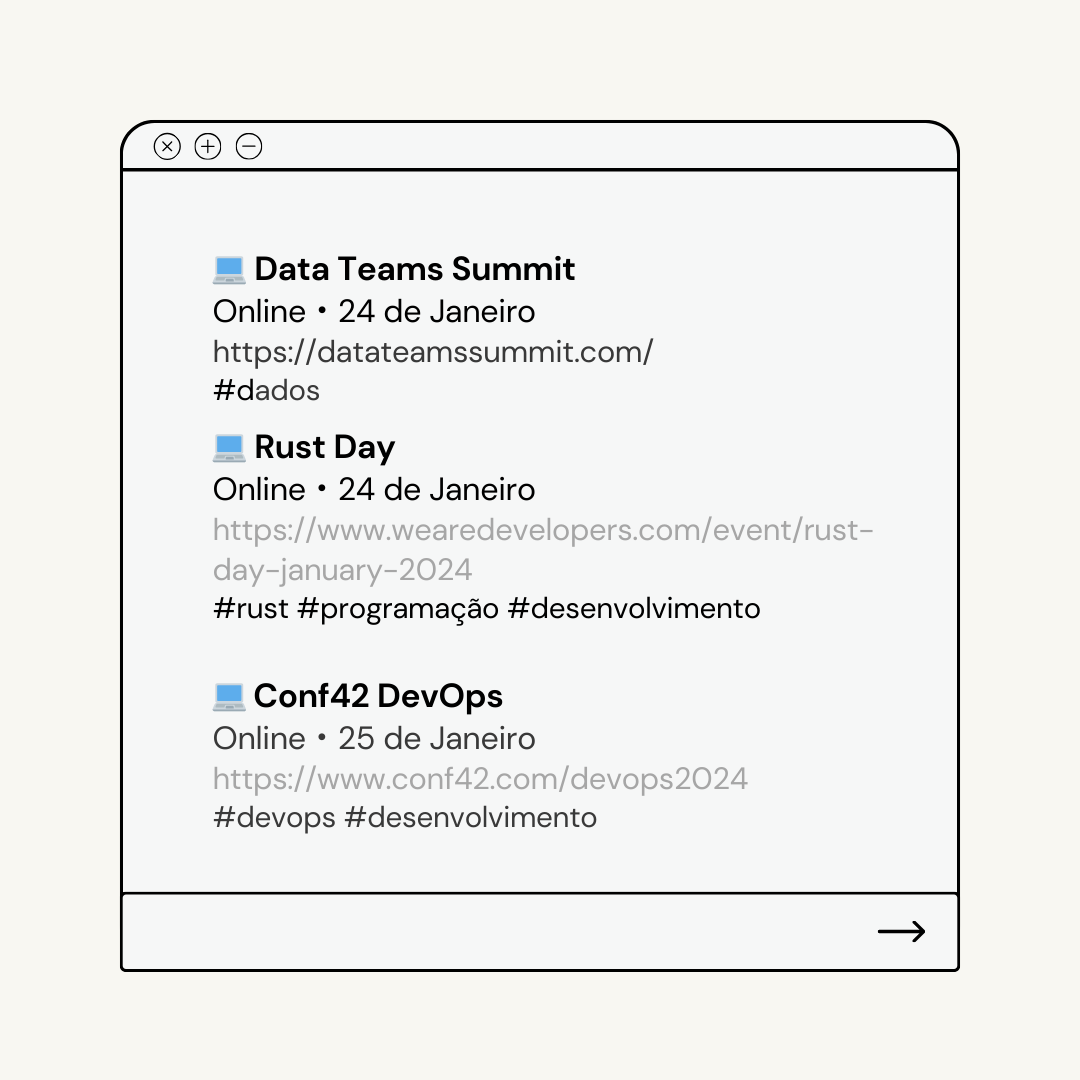 💻 Data Teams Summit
Online • 24 de Janeiro
https://datateamssummit.com/
#dados
💻 Rust Day
Online • 24 de Janeiro
https://www.wearedevelopers.com/event/rust-
day-january-2024
#rust #programação #desenvolvimento
💻 Conf42 DevOps
Online • 25 de Janeiro
https://www.conf42.com/devops2024
#devops #desenvolvimento